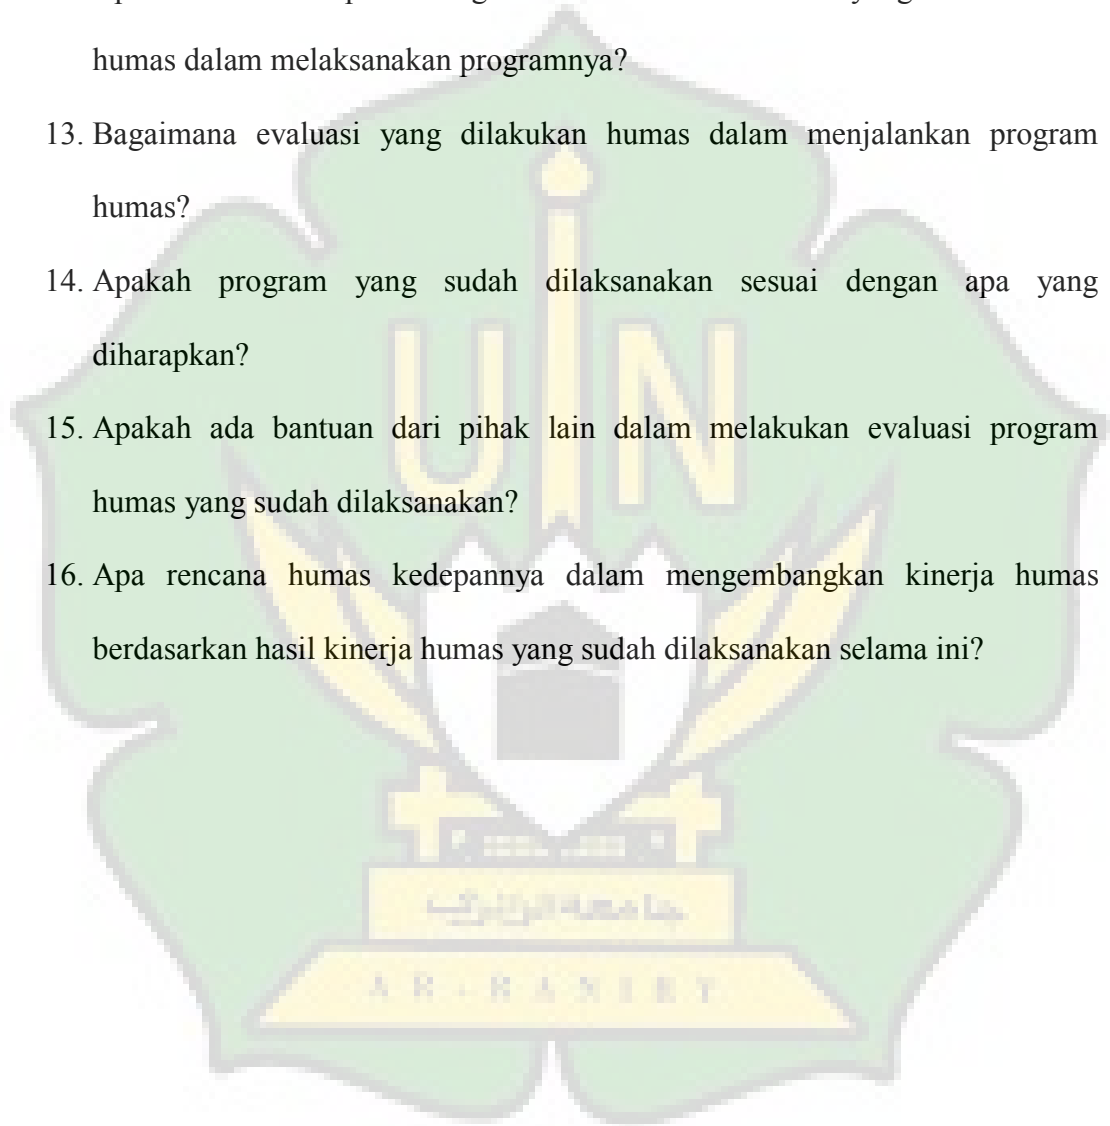 humas dalam melaksanakan programnya?
13. Bagaimana evaluasi yang dilakukan humas dalam menjalankan program
humas?
14. Apakah program yang sudah dilaksanakan sesuai dengan apa yang
diharapkan?
15. Apakah ada bantuan dari pihak lain dalam melakukan evaluasi program
humas yang sudah dilaksanakan?
16. Apa rencana humas kedepannya dalam mengembangkan kinerja humas
berdasarkan hasil kinerja humas yang sudah dilaksanakan selama ini?
UIN
جامعة الرانيري
AR-RANIRY